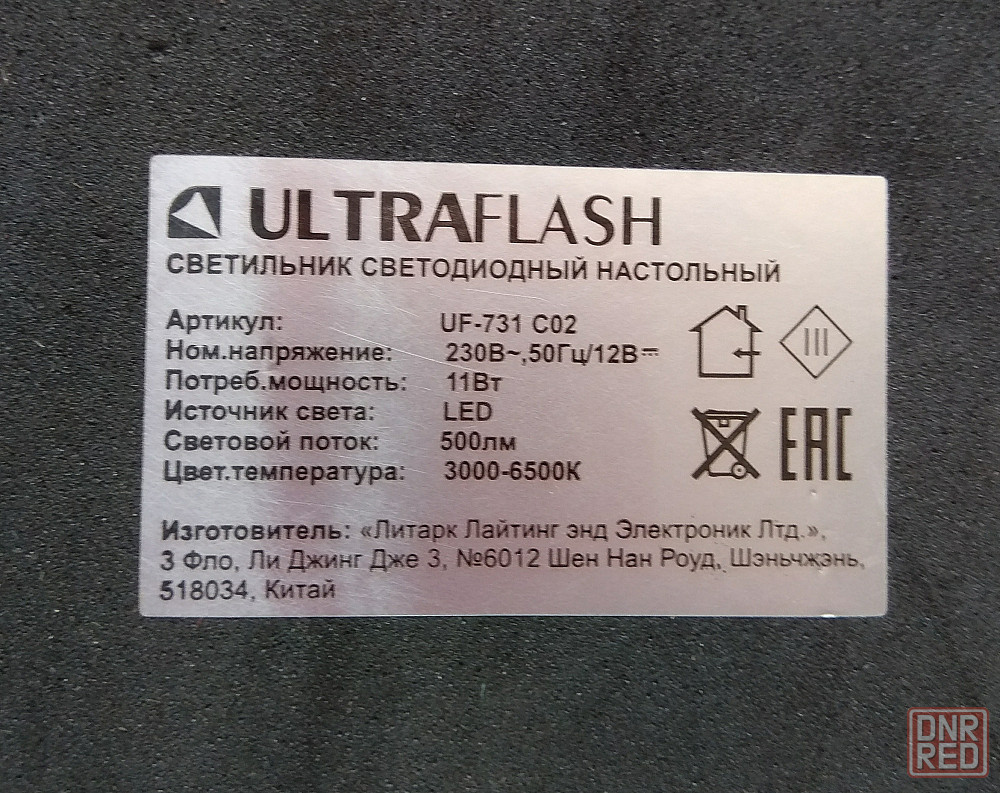 ULTRAFLASH
СВЕТИЛЬНИК СВЕТОДИОДНЫЙ НАСТОЛЬНЫЙ
Артикул: UF-731 C02
Ном.напряжение: 230В~,50Гц/12В⎓
Потреб.мощность: 11Вт
Источник света: LED
Световой поток: 500лм
Цвет.температура: 3000-6500К
III
EAC
Изготовитель: «Литарк Лайтинг энд Электроник Лтд.»,
3 Фло, Ли Джинг Дже 3, №6012 Шен Нан Роуд, Шэньчжэнь,
518034, Китай
DNR
RED